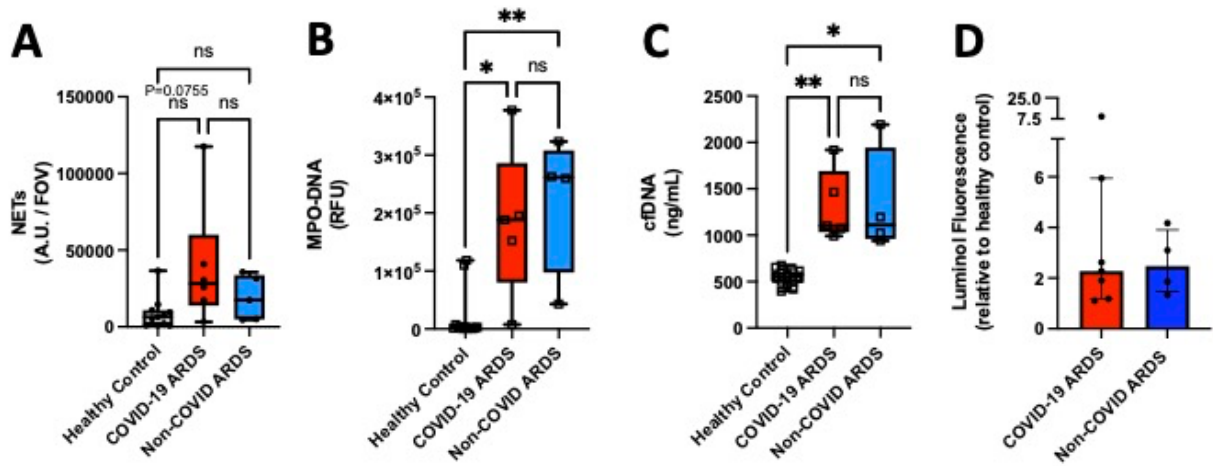 A
ns
P=0.0755
ns
ns
150000
100000
50000
0
NETs
(A.U. / FOV)
Healthy Control
COVID-19 ARDS
Non-COVID ARDS
B
**
*
ns
4×10⁵
3×10⁵
2×10⁵
1×10⁵
0
MPO-DNA
(RFU)
Healthy Control
COVID-19 ARDS
Non-COVID ARDS
C
*
**
ns
2500
2000
1500
1000
500
0
cfDNA
(ng/mL)
Healthy Control
COVID-19 ARDS
Non-COVID ARDS
D
25.0
7.5
6
4
2
0
Luminol Fluorescence
(relative to healthy control)
COVID-19 ARDS
Non-COVID ARDS